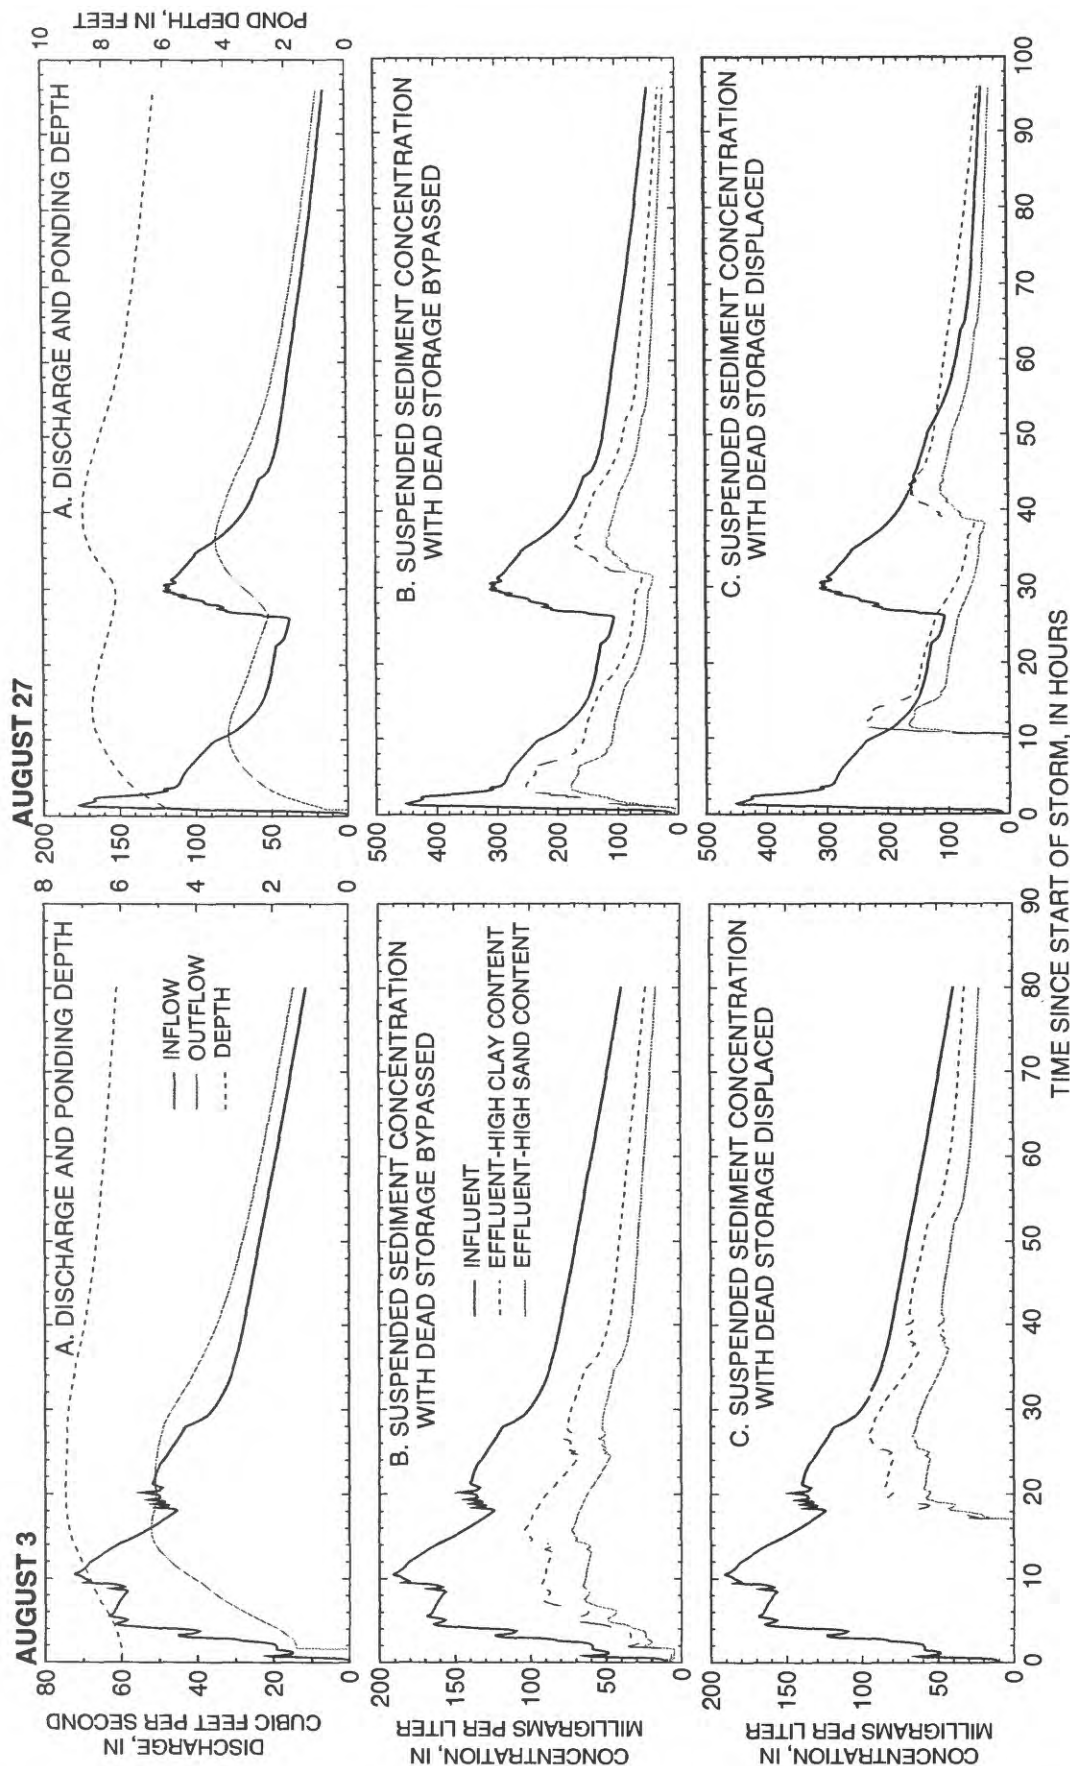 AUGUST 3
AUGUST 27
DISCHARGE, IN
CUBIC FEET PER SECOND
80
60
40
20
0
A. DISCHARGE AND PONDING DEPTH
INFLOW
OUTFLOW
DEPTH
8
6
4
2
0
200
150
100
50
0
A. DISCHARGE AND PONDING DEPTH
10
8
6
4
2
0
POND DEPTH, IN FEET
CONCENTRATION, IN
MILLIGRAMS PER LITER
200
150
100
50
0
B. SUSPENDED SEDIMENT CONCENTRATION
WITH DEAD STORAGE BYPASSED
INFLUENT
EFFLUENT-HIGH CLAY CONTENT
EFFLUENT-HIGH SAND CONTENT
500
400
300
200
100
0
B. SUSPENDED SEDIMENT CONCENTRATION
WITH DEAD STORAGE BYPASSED
CONCENTRATION, IN
MILLIGRAMS PER LITER
200
150
100
50
0
C. SUSPENDED SEDIMENT CONCENTRATION
WITH DEAD STORAGE DISPLACED
0 10 20 30 40 50 60 70 80 90
500
400
300
200
100
0
C. SUSPENDED SEDIMENT CONCENTRATION
WITH DEAD STORAGE DISPLACED
0 10 20 30 40 50 60 70 80 90 100
TIME SINCE START OF STORM, IN HOURS